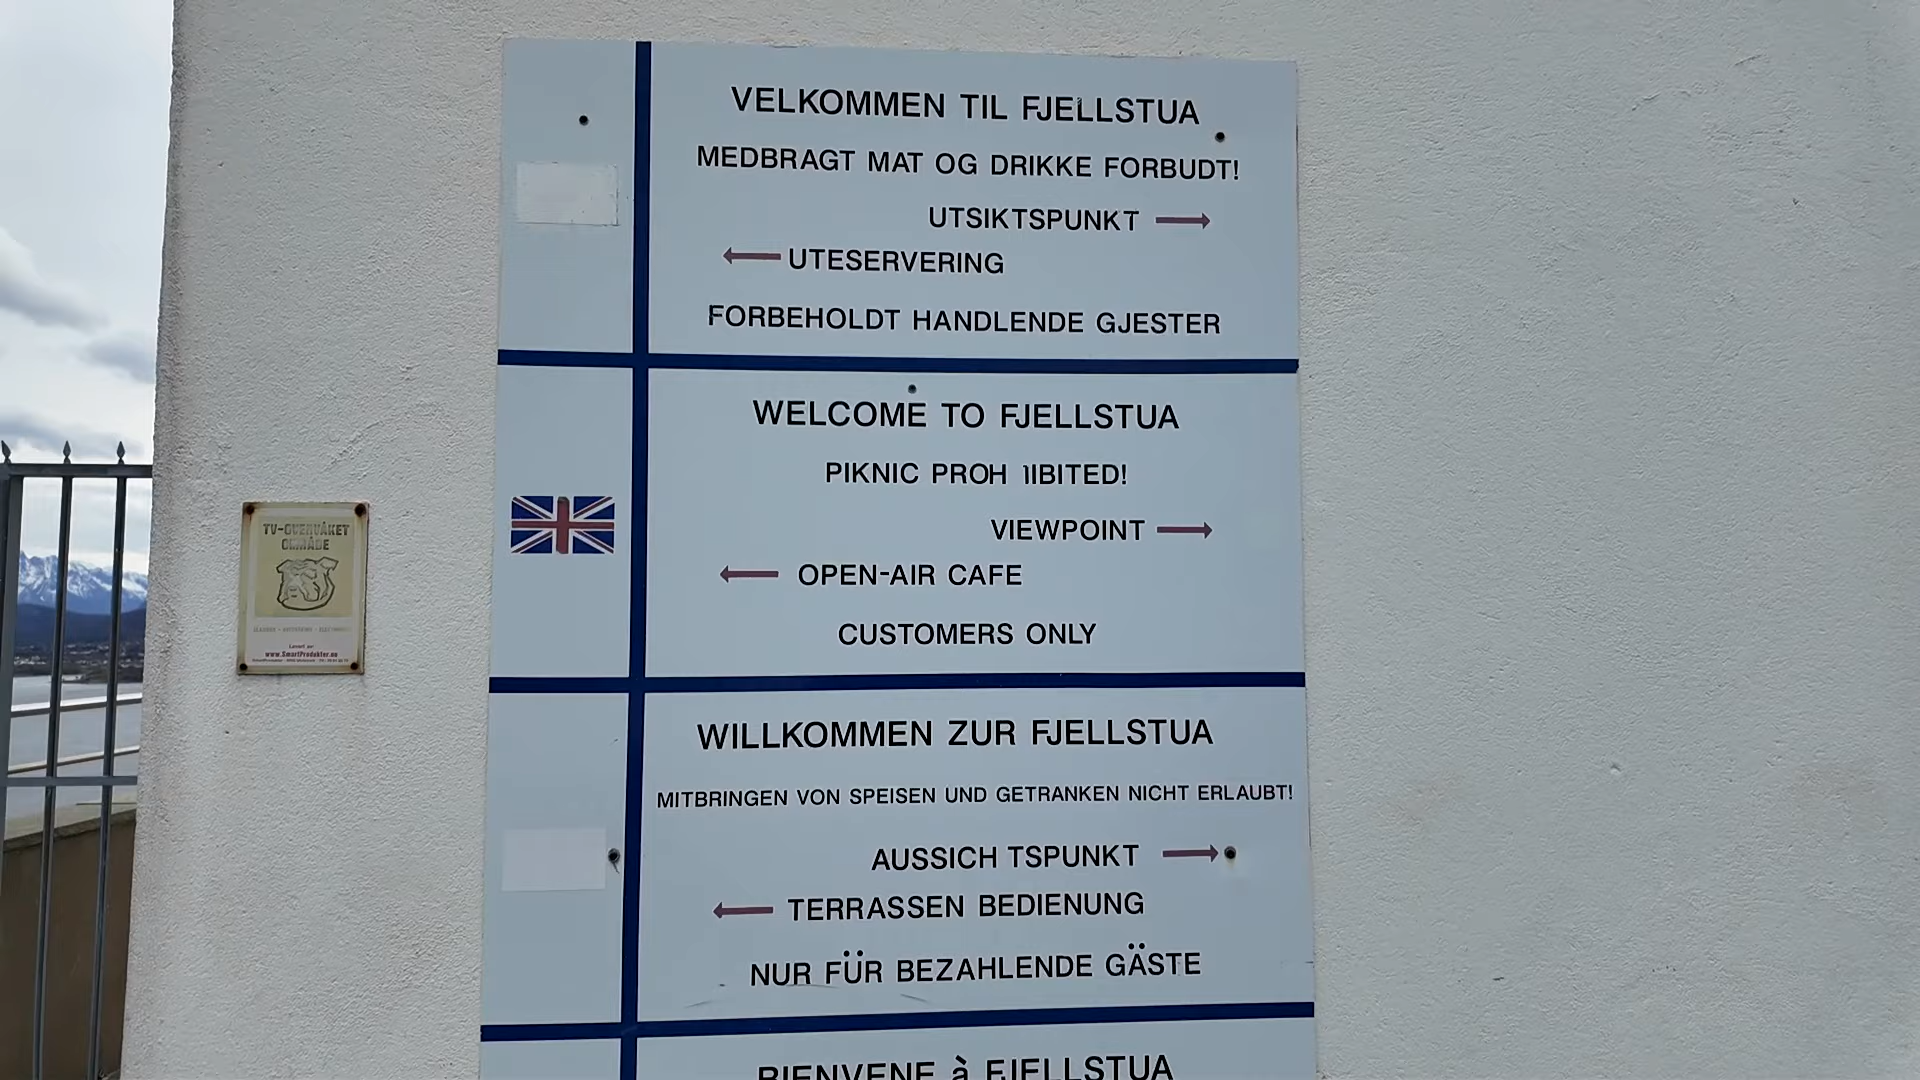 VELKOMMEN TIL FJELLSTUA
MEDBRAGT MAT OG DRIKKE FORBUDT!
UTSIKTSPUNKT
UTESERVERING
FORBEHOLDT HANDLENDE GJESTER
WELCOME TO FJELLSTUA
PIKNIC PROH IBITED!
VIEWPOINT
OPEN-AIR CAFE
CUSTOMERS ONLY
WILLKOMMEN ZUR FJELLSTUA
MITBRINGEN VON SPEISEN UND GETRANKEN NICHT ERLAUBT!
AUSSICH TSPUNKT
TERRASSEN BEDIENUNG
NUR FÜR BEZAHLENDE GÄSTE
BIENVENE à FJELLSTUA
TV-OVERVÅKET
OMRÅDE
www.SmartProdukter.no